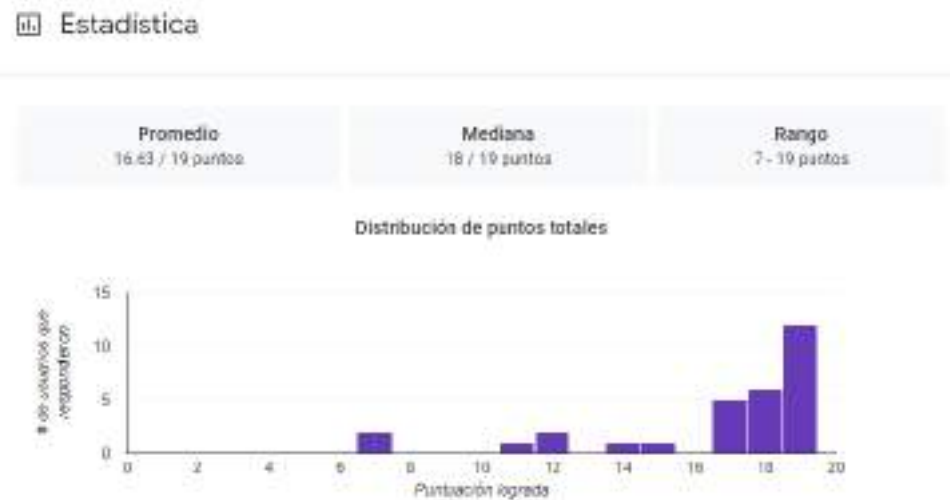 Estadística
Promedio
16.63 / 19 puntos
Mediana
18 / 19 puntos
Rango
7 - 19 puntos
Distribución de puntos totales
# de usuarios que
respondieron
15
10
5
0
0 2 4 6 8 10 12 14 16 18 20
Puntuación lograda